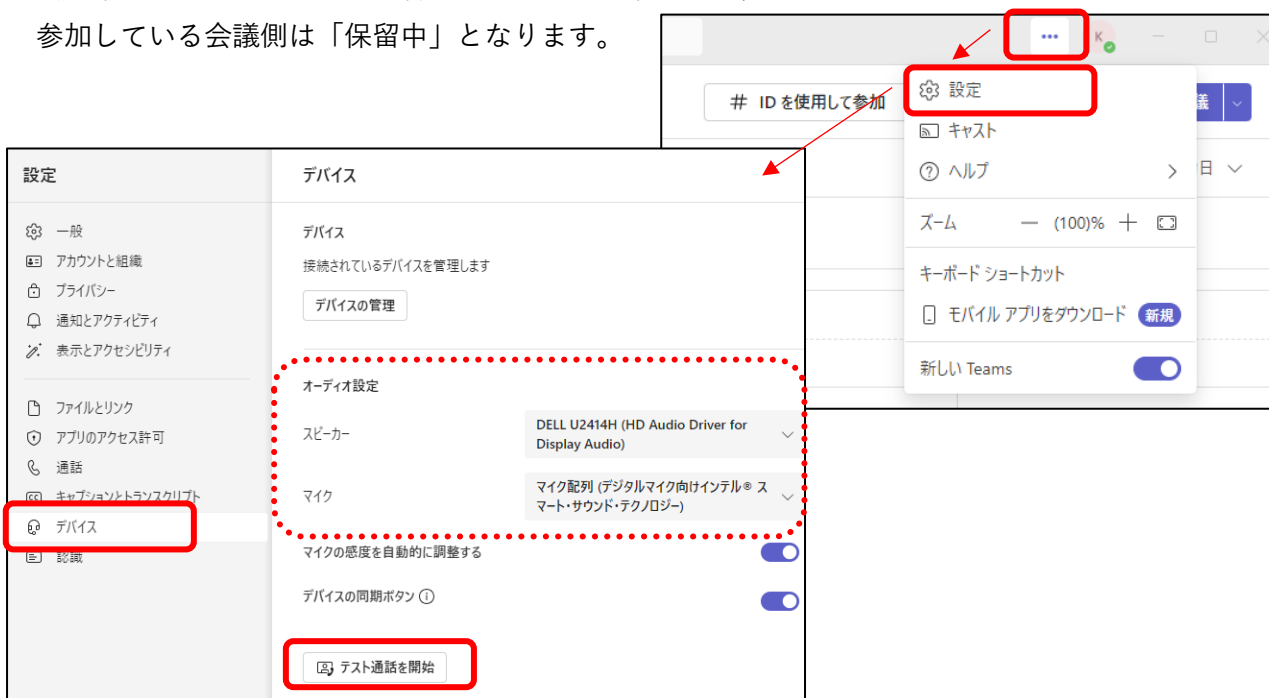 参加している会議側は「保留中」となります。
•••
K
# ID を使用して参加
議
日
設定
キャスト
ヘルプ
ズーム — (100)% +
キーボード ショートカット
モバイル アプリをダウンロード 新規
新しい Teams
設定
一般
アカウントと組織
プライバシー
通知とアクティビティ
表示とアクセシビリティ
ファイルとリンク
アプリのアクセス許可
通話
キャプションとトランスクリプト
デバイス
認識
デバイス
デバイス
接続されているデバイスを管理します
デバイスの管理
オーディオ設定
スピーカー
DELL U2414H (HD Audio Driver for
Display Audio)
マイク
マイク配列 (デジタルマイク向けインテル® ス
マート・サウンド・テクノロジー)
マイクの感度を自動的に調整する
デバイスの同期ボタン
テスト通話を開始